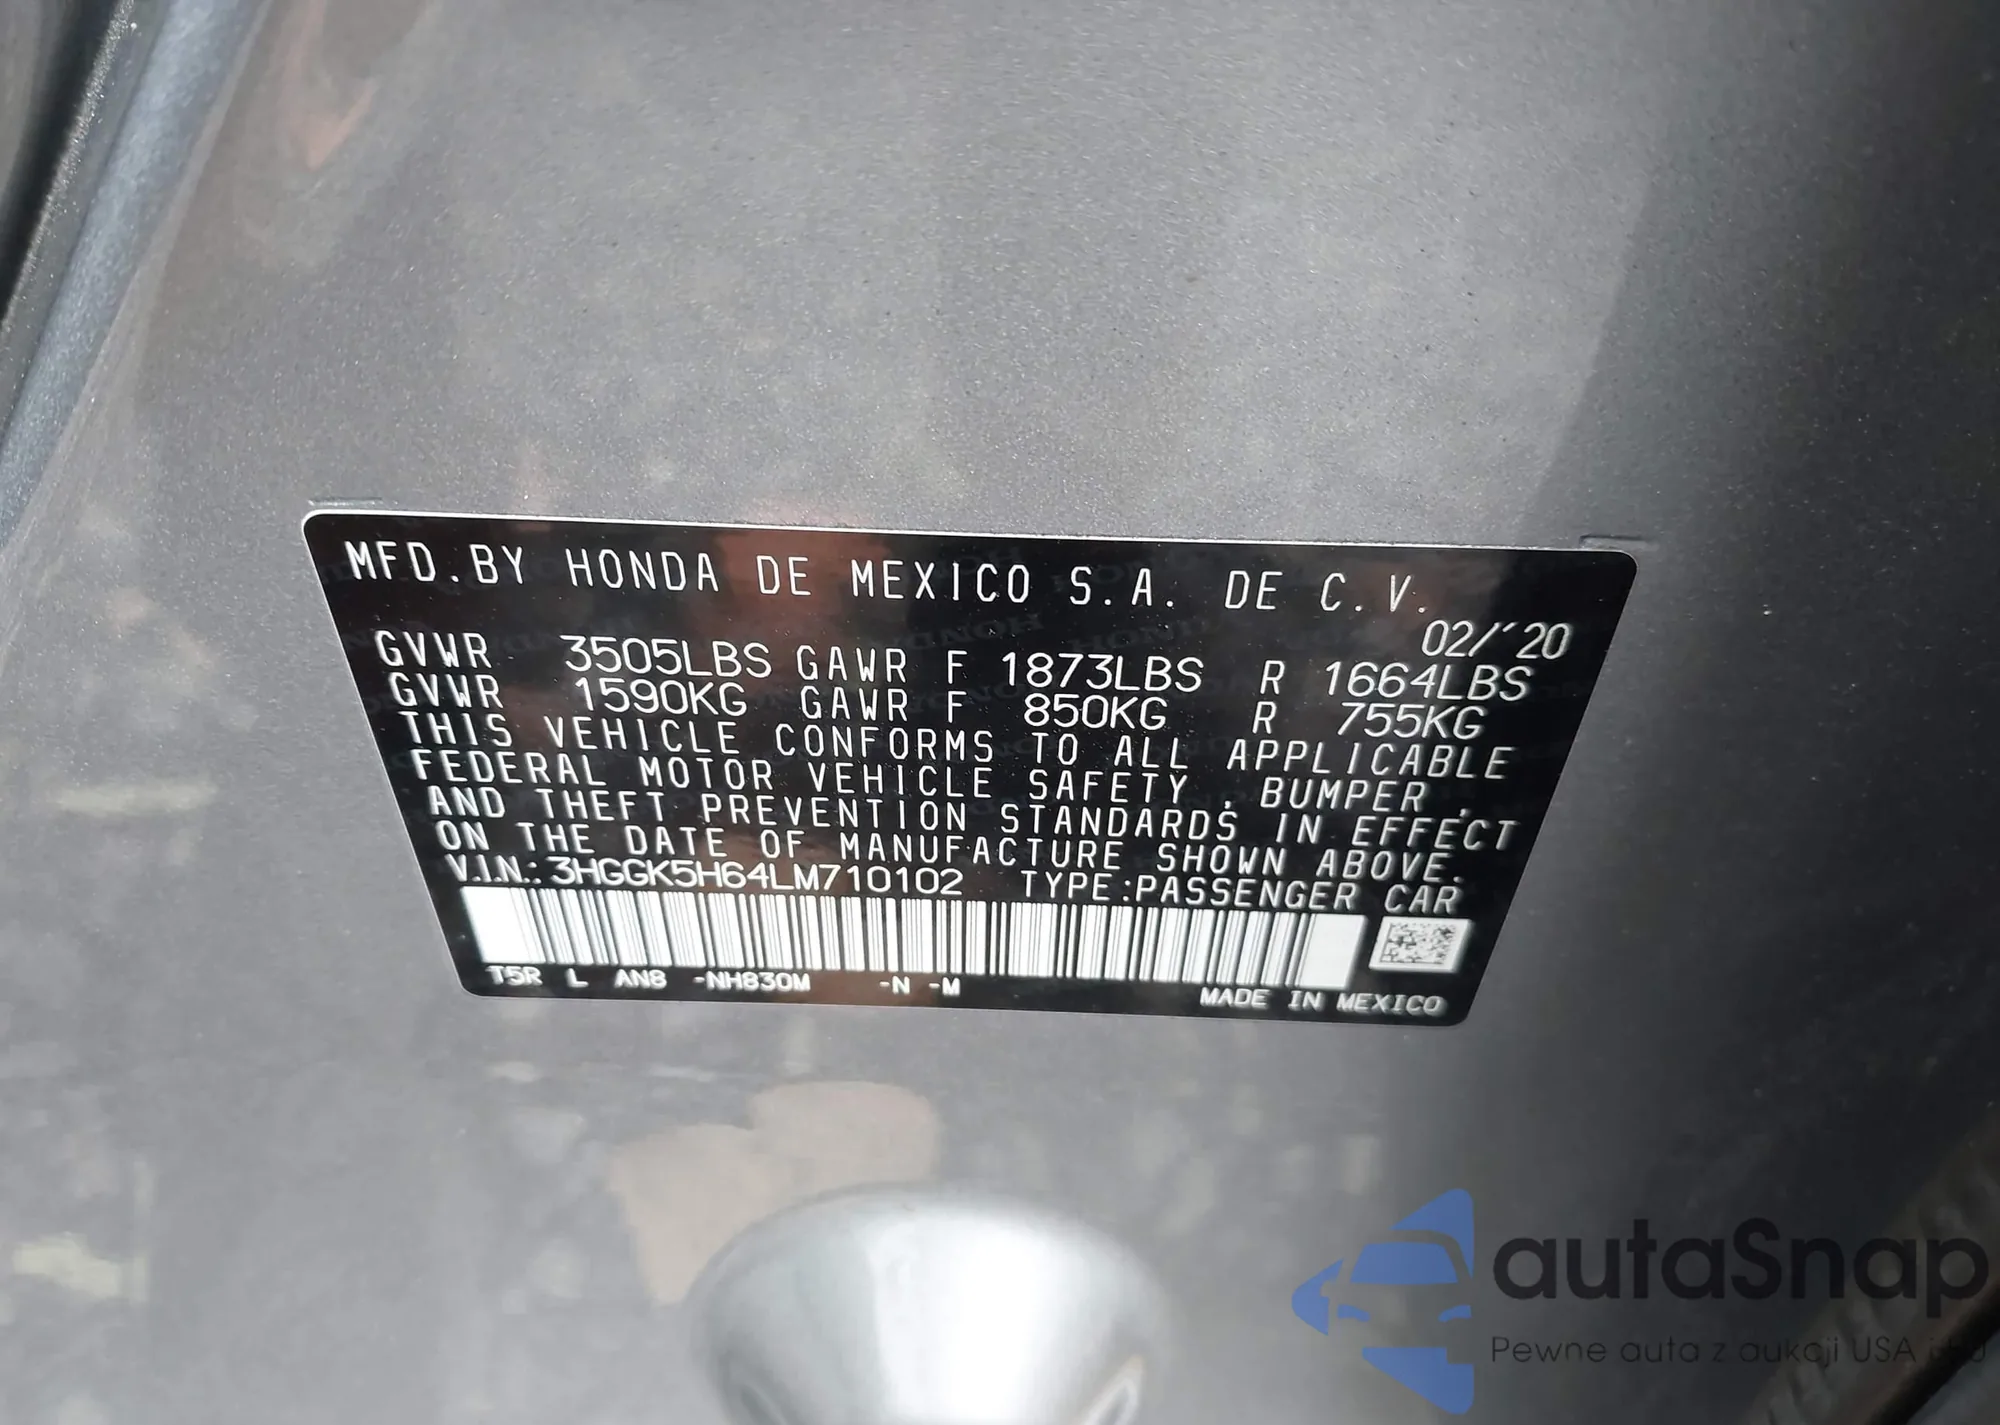 MFD.BY HONDA DE MEXICO S.A. DE C.V.
02/'20
GVWR 3505LBS GAWR F 1873LBS R 1664LBS
GVWR 1590KG GAWR F 850KG R 755KG
THIS VEHICLE CONFORMS TO ALL APPLICABLE
FEDERAL MOTOR VEHICLE SAFETY , BUMPER ,
AND THEFT PREVENTION STANDARDS IN EFFECT
ON THE DATE OF MANUFACTURE SHOWN ABOVE.
V.I.N.: 3HGGK5H64LM710102 TYPE:PASSENGER CAR
T5R L AN8 -NH830M -N -M
MADE IN MEXICO
autaSnap
Pewne auta z aukcji USA